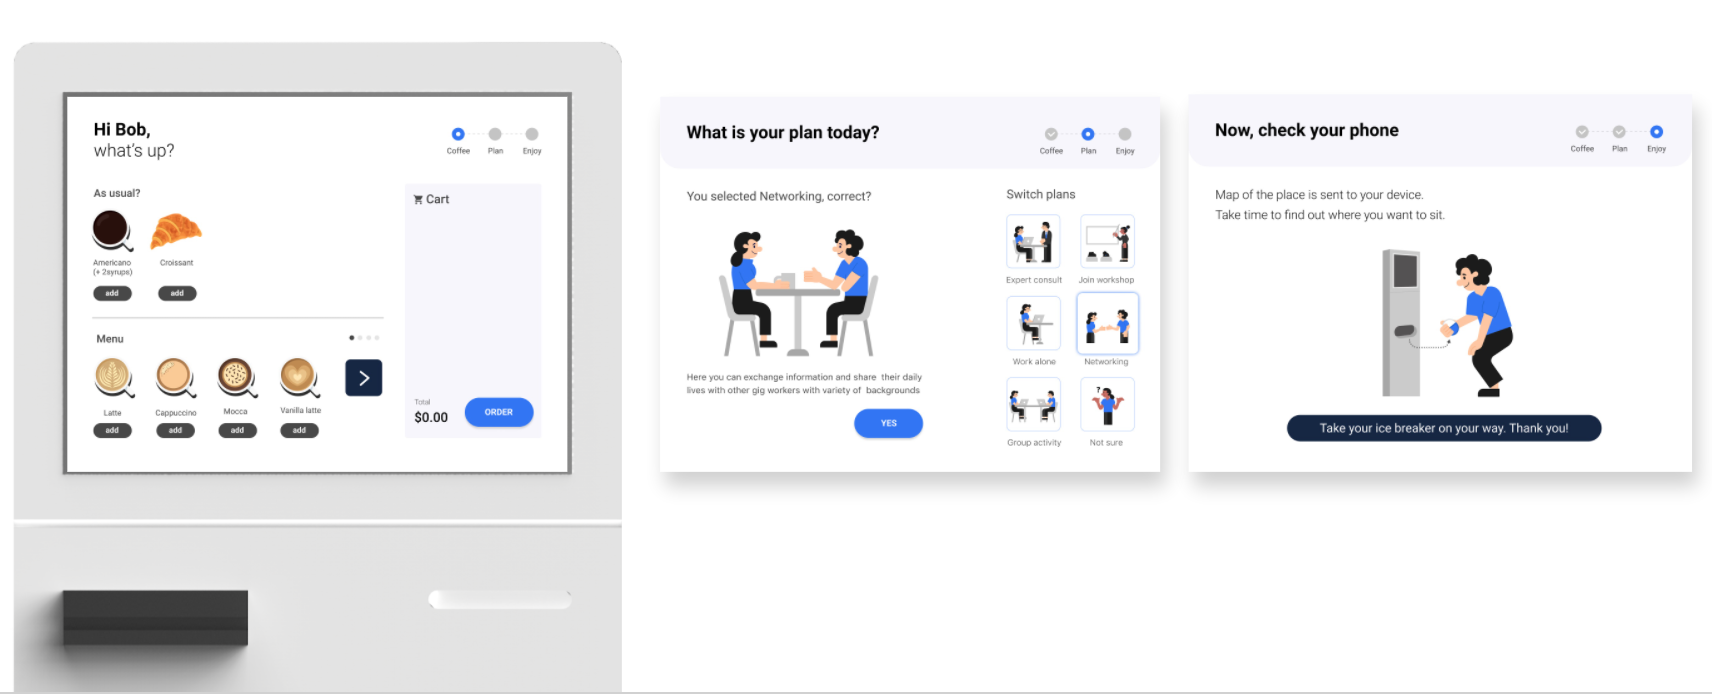 Hi Bob,
what's up?
Coffee
Plan
Enjoy
As usual?
Americano
(+ 2syrups)
Croissant
add
add
Menu
Latte
Cappuccino
Mocca
Vanilla latte
add
add
add
add
Cart
Total
$0.00
ORDER
What is your plan today?
Coffee
Plan
Enjoy
You selected Networking, correct?
Here you can exchange information and share their daily
lives with other gig workers with variety of backgrounds
YES
Switch plans
Expert consult
Join workshop
Work alone
Networking
Group activity
?
Not sure
Now, check your phone
Coffee
Plan
Enjoy
Map of the place is sent to your device.
Take time to find out where you want to sit.
Take your ice breaker on your way. Thank you!